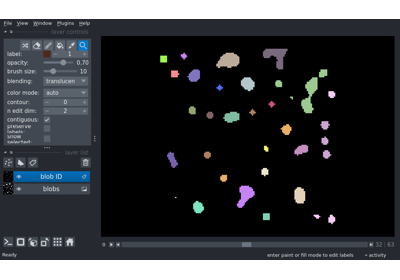 File View Window Plugins Help
layer controls
label: 1
opacity: 0.70
brush size: 10
blending: translucen
color mode: auto
contour: 0
n edit dim: 2
contiguous: ✓
preserve labels:
show selected:
layer list
blob ID
blobs
0 32 63
Ready enter paint or fill mode to edit labels activity